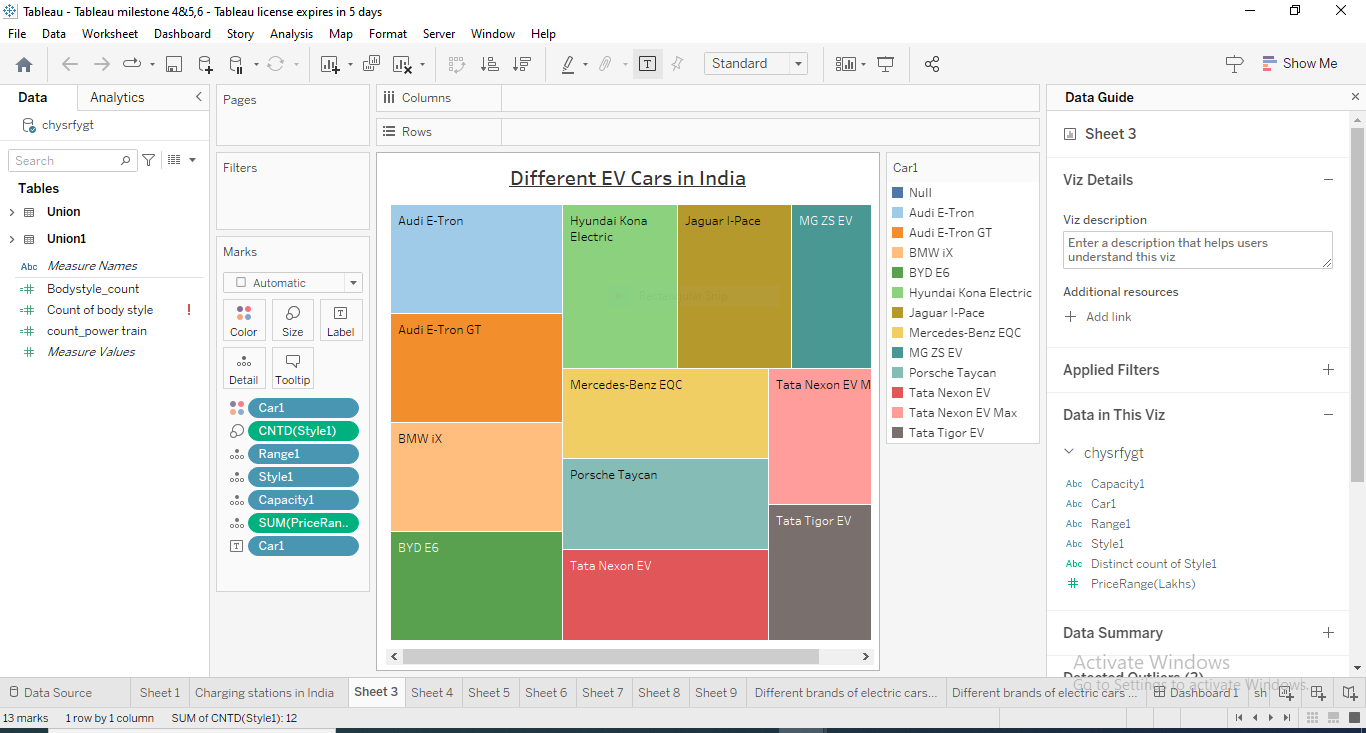 Tableau - Tableau milestone 4&5,6 - Tableau license expires in 5 days
File Data Worksheet Dashboard Story Analysis Map Format Server Window Help
Standard
Show Me
Data Analytics
chysrfygt
Search
Tables
Union
Union1
Abc Measure Names
Bodystyle_count
Count of body style !
count_power train
Measure Values
Pages
Filters
Marks
Automatic
Color Size Label
Detail Tooltip
Car1
CNTD(Style1)
Range1
Style1
Capacity1
SUM(PriceRan..
Car1
Columns
Rows
Different EV Cars in India
Audi E-Tron
Audi E-Tron GT
BMW iX
BYD E6
Hyundai Kona
Electric
Jaguar I-Pace
MG ZS EV
Mercedes-Benz EQC
Porsche Taycan
Tata Nexon EV
Tata Nexon EV M
Tata Tigor EV
Car1
Null
Audi E-Tron
Audi E-Tron GT
BMW iX
BYD E6
Hyundai Kona Electric
Jaguar I-Pace
Mercedes-Benz EQC
MG ZS EV
Porsche Taycan
Tata Nexon EV
Tata Nexon EV Max
Tata Tigor EV
Data Guide
Sheet 3
Viz Details
Viz description
Enter a description that helps users
understand this viz
Additional resources
Add link
Applied Filters
Data in This Viz
chysrfygt
Abc Capacity1
Abc Car1
Abc Range1
Abc Style1
Abc Distinct count of Style1
PriceRange(Lakhs)
Data Summary
Detected Outliers (2)
Activate Windows
Go to Settings to activate Windows.
Data Source Sheet 1 Charging stations in India Sheet 3 Sheet 4 Sheet 5 Sheet 6 Sheet 7 Sheet 8 Sheet 9 Different brands of electric cars... Different brands of electric cars ... Dashboard 1 sh
13 marks 1 row by 1 column SUM of CNTD(Style1): 12